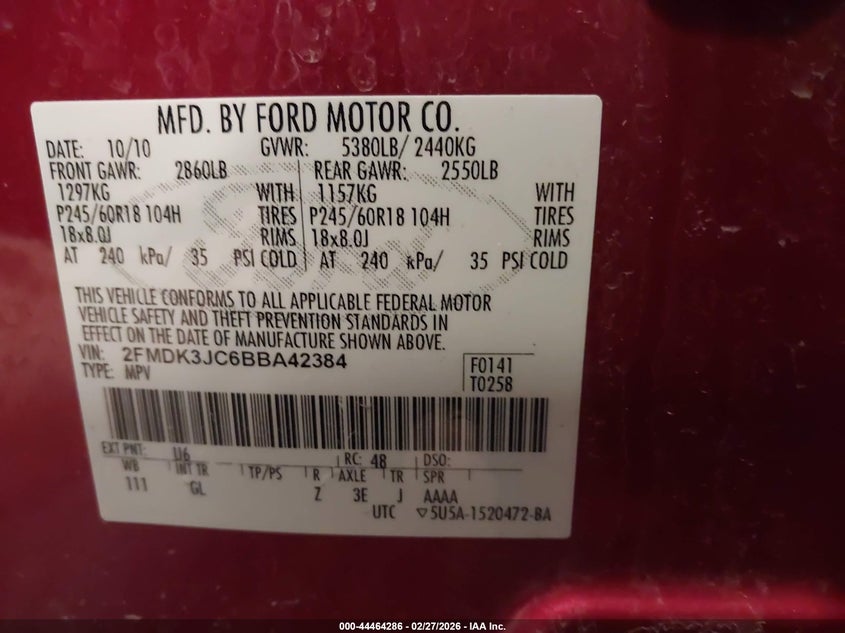 MFD. BY FORD MOTOR CO.
DATE: 10/10 GVWR: 5380LB/ 2440KG
FRONT GAWR: 2860LB REAR GAWR: 2550LB
1297KG WITH 1157KG WITH
P245/60R18 104H TIRES P245/60R18 104H TIRES
18x8.0J RIMS 18x8.0J RIMS
AT 240 kPa/ 35 PSI COLD AT 240 kPa/ 35 PSI COLD
THIS VEHICLE CONFORMS TO ALL APPLICABLE FEDERAL MOTOR
VEHICLE SAFETY AND THEFT PREVENTION STANDARDS IN
EFFECT ON THE DATE OF MANUFACTURE SHOWN ABOVE.
VIN: 2FMDK3JC6BBA42384
TYPE: MPV
F0141
T0258
EXT PNT: U6 RC: 48 DSO:
WB INT TR TP/PS R AXLE TR SPR
111 GL Z 3E J AAAA
UTC ▽5U5A-1520472-BA
000-44464286 - 02/27/2026 - IAA Inc.